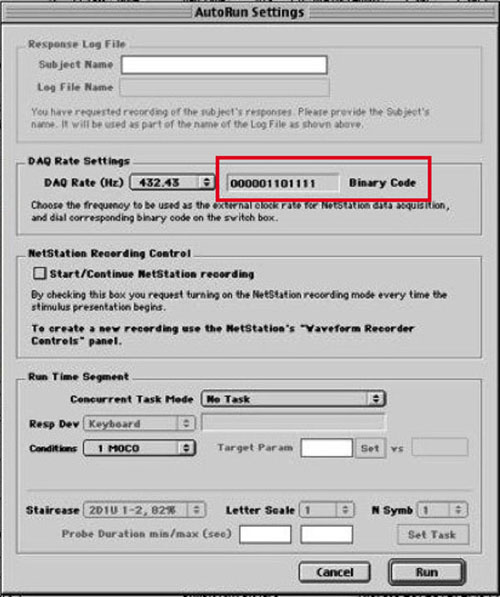 AutoRun Settings
Response Log File
Subject Name
Log File Name
You have requested recording of the subject's responses. Please provide the Subject's
name. It will be used as part of the name of the Log File as shown above.
DAQ Rate Settings
DAQ Rate (Hz) 432.43 000001101111 Binary Code
Choose the frequency to be used as the external clock rate for NetStation data acquisition,
and dial corresponding binary code on the switch box.
NetStation Recording Control
Start/Continue NetStation recording
By checking this box you request turning on the NetStation recording mode every time the
stimulus presentation begins.
To create a new recording use the NetStation's "Waveform Recorder
Controls" panel.
Run Time Segment
Concurrent Task Mode No Task
Resp Dev Keyboard
Conditions 1 MOCO Target Param Set vs
Staircase 2D1U 1-2, 82% Letter Scale 1 N Symb 1
Probe Duration min/max (sec) Set Task
Cancel Run